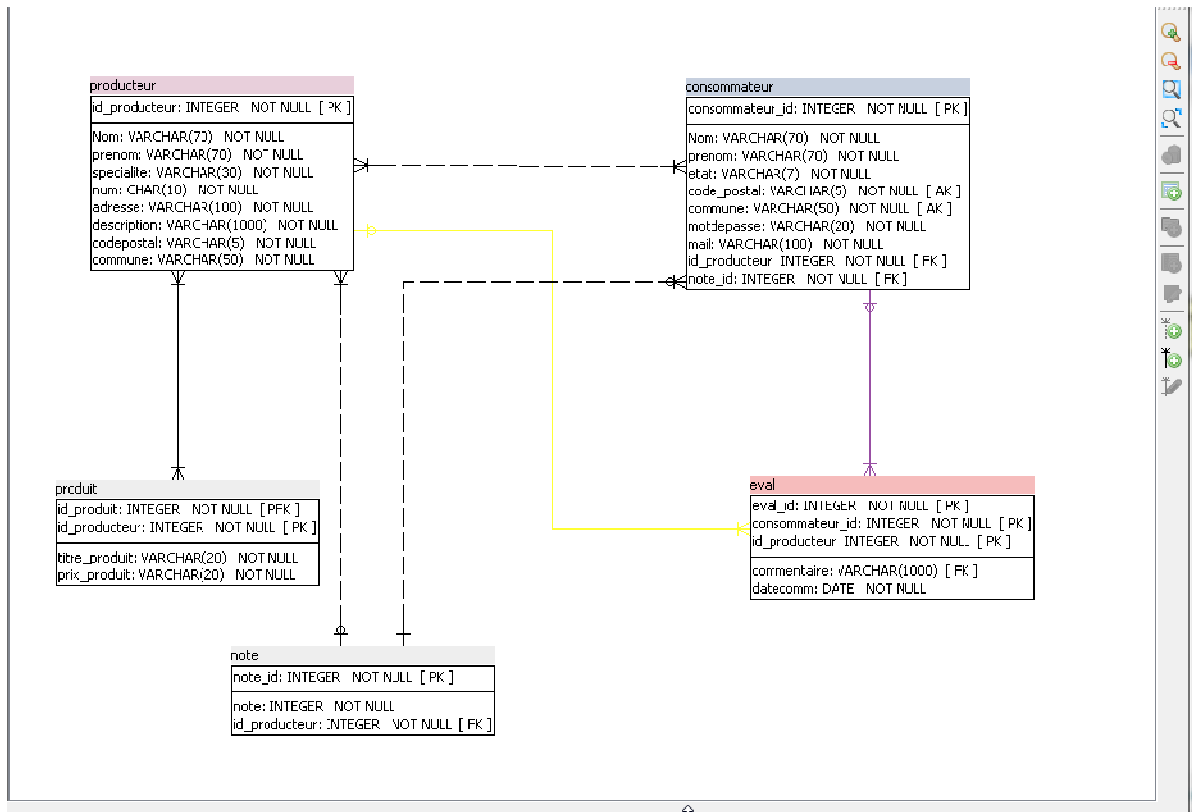 producteur
id_producteur: INTEGER NOT NULL [ PK ]
Nom: VARCHAR(70) NOT NULL
prenom: VARCHAR(70) NOT NULL
specialite: VARCHAR(30) NOT NULL
num: CHAR(10) NOT NULL
adresse: VARCHAR(100) NOT NULL
description: VARCHAR(1000) NOT NULL
codepostal: VARCHAR(5) NOT NULL
commune: VARCHAR(50) NOT NULL
consommateur
consommateur_id: INTEGER NOT NULL [ PK ]
Nom: VARCHAR(70) NOT NULL
prenom: VARCHAR(70) NOT NULL
etat: VARCHAR(7) NOT NULL
code_postal: VARCHAR(5) NOT NULL [ AK ]
commune: VARCHAR(50) NOT NULL [ AK ]
motdepasse: VARCHAR(20) NOT NULL
mail: VARCHAR(100) NOT NULL
id_producteur: INTEGER NOT NULL [ FK ]
note_id: INTEGER NOT NULL [ FK ]
produit
id_produit: INTEGER NOT NULL [ PFK ]
id_producteur: INTEGER NOT NULL [ PK ]
titre_produit: VARCHAR(20) NOT NULL
prix_produit: VARCHAR(20) NOT NULL
eval
eval_id: INTEGER NOT NULL [ PK ]
consommateur_id: INTEGER NOT NULL [ PK ]
id_producteur: INTEGER NOT NULL [ PK ]
commentaire: VARCHAR(1000) [ FK ]
datecomm: DATE NOT NULL
note
note_id: INTEGER NOT NULL [ PK ]
note: INTEGER NOT NULL
id_producteur: INTEGER NOT NULL [ FK ]